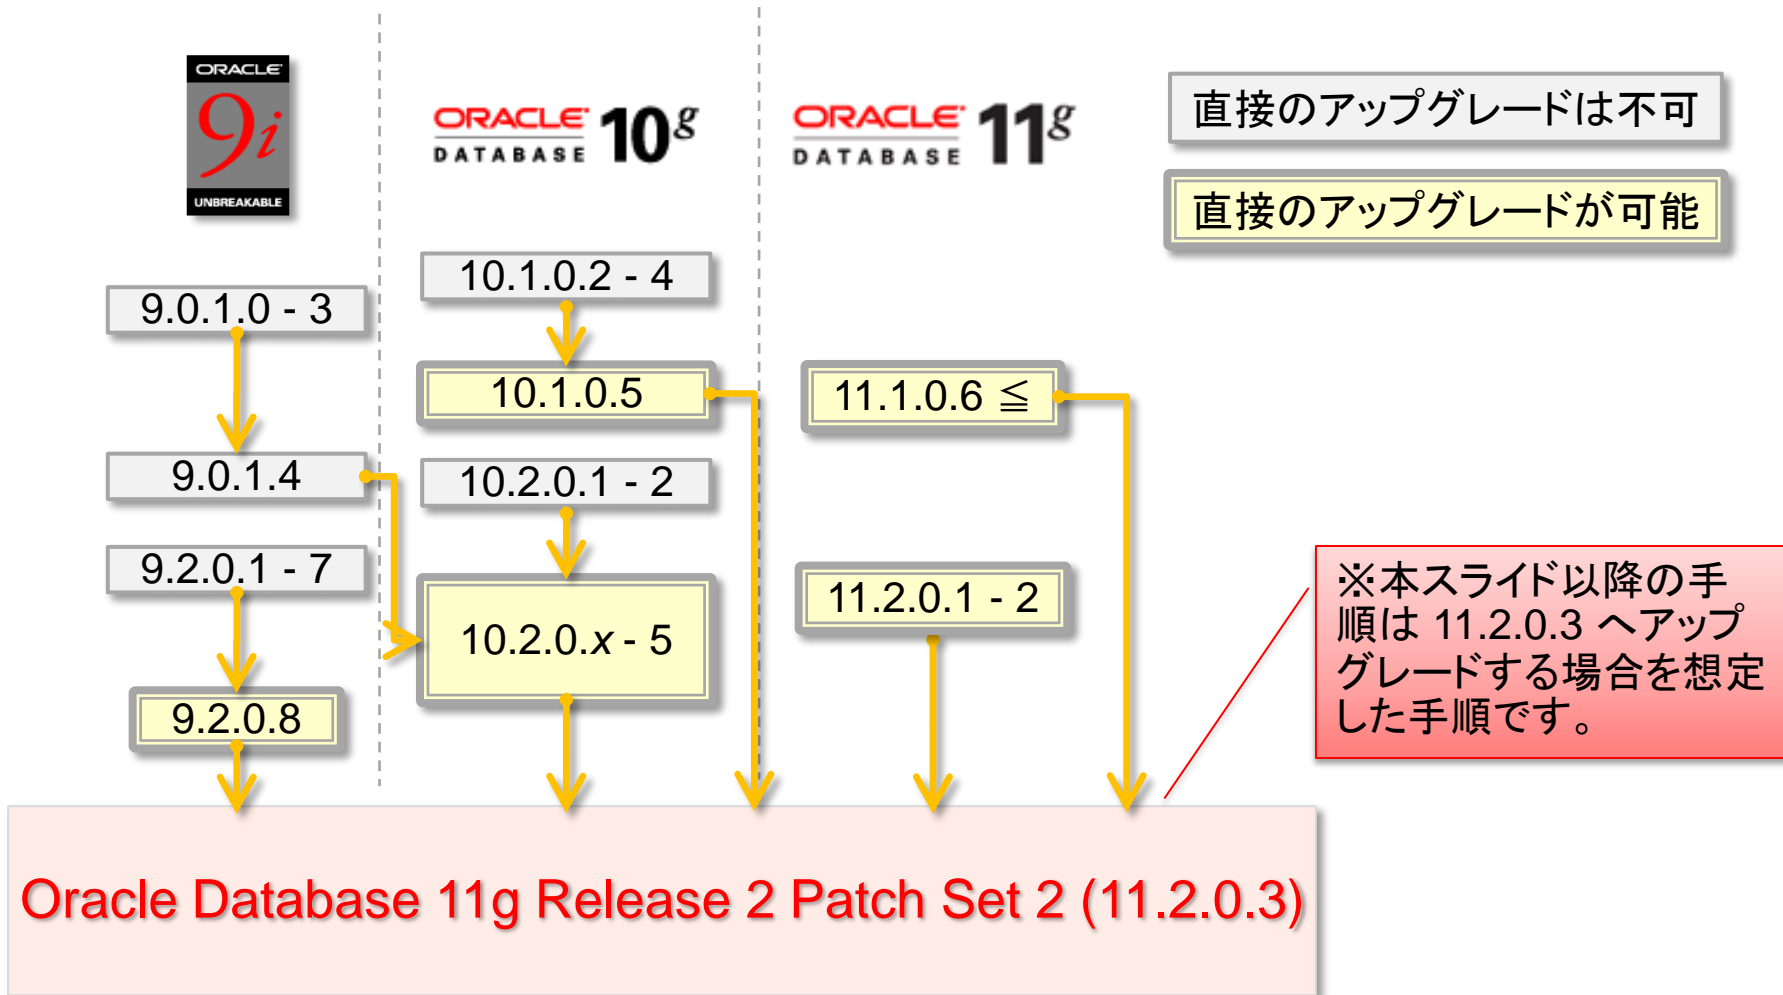 ORACLE
9i
UNBREAKABLE
ORACLE 10g
DATABASE
ORACLE 11g
DATABASE
直接のアップグレードは不可
直接のアップグレードが可能
9.0.1.0 - 3
9.0.1.4
9.2.0.1 - 7
9.2.0.8
10.1.0.2 - 4
10.1.0.5
10.2.0.1 - 2
10.2.0.x - 5
11.1.0.6 ≦
11.2.0.1 - 2
※本スライド以降の手
順は 11.2.0.3 へアップ
グレードする場合を想定
した手順です。
Oracle Database 11g Release 2 Patch Set 2 (11.2.0.3)